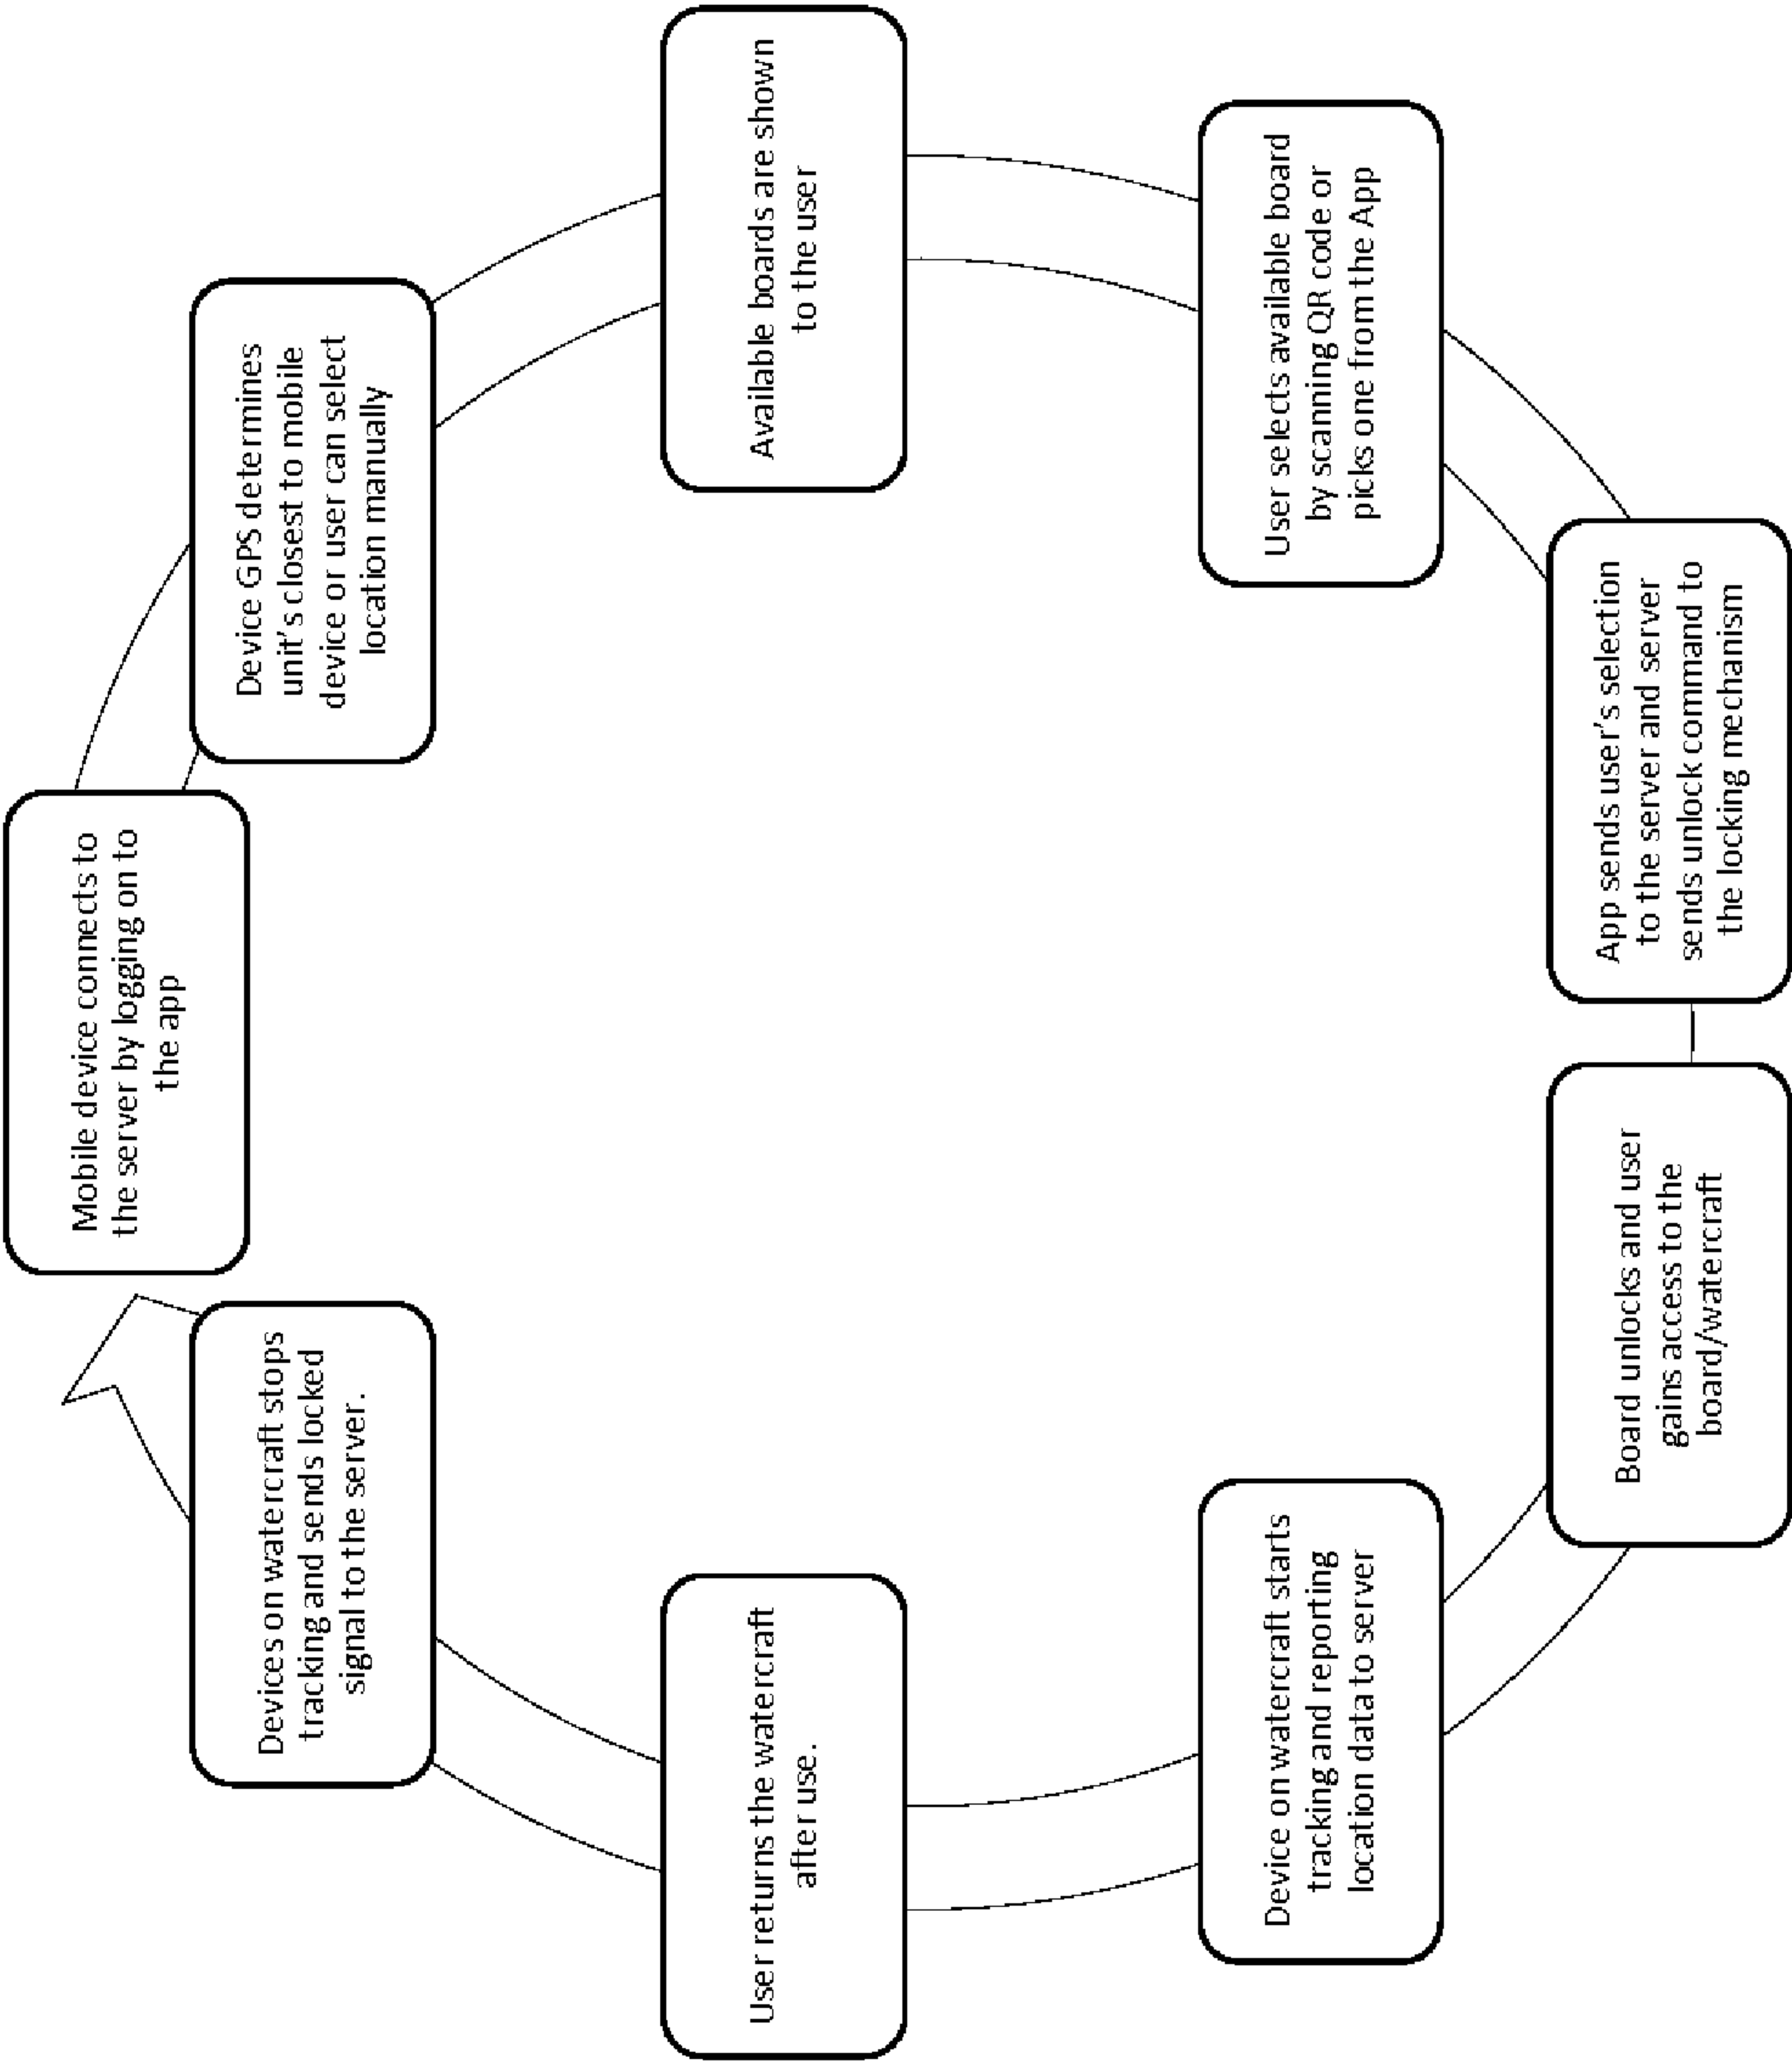 Mobile device connects to
the server by logging on to
the app
Device GPS determines
unit's closest to mobile
device or user can select
location manually
Available boards are shown
to the user
User selects available board
by scanning QR code or
picks one from the App
App sends user's selection
to the server and server
sends unlock command to
the locking mechanism
Board unlocks and user
gains access to the
board/watercraft
Device on watercraft starts
tracking and reporting
location data to server
User returns the watercraft
after use.
Devices on watercraft stops
tracking and sends locked
signal to the server.